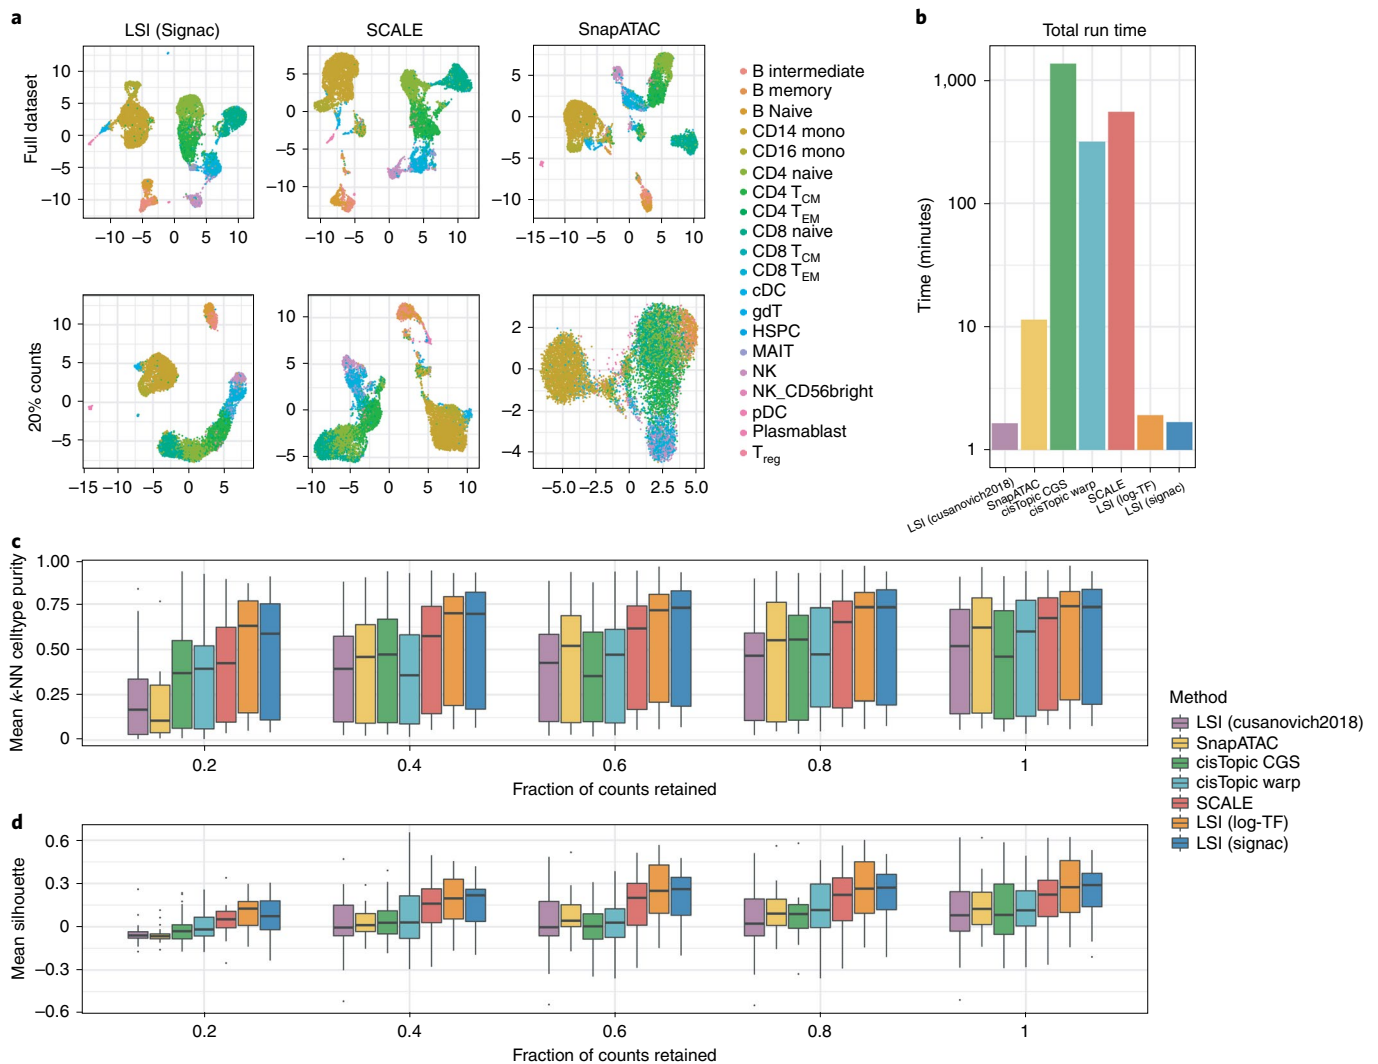 a
LSI (Signac)
SCALE
SnapATAC
Full dataset
10
5
0
−5
−10
−10 −5 0 5 10
5
0
−5
−10
−10 −5 0 5 10
5
0
−5
−10
−15 −10 −5 0 5 10
20% counts
10
5
0
−5
−15 −10 −5 0 5
10
5
0
−5
−10 −5 0 5 10
2
0
−2
−4
−5.0 −2.5 0 2.5 5.0
B intermediate
B memory
B Naive
CD14 mono
CD16 mono
CD4 naive
CD4 TCM
CD4 TEM
CD8 naive
CD8 TCM
CD8 TEM
cDC
gdT
HSPC
MAIT
NK
NK_CD56bright
pDC
Plasmablast
Treg
b
Total run time
Time (minutes)
1,000
100
10
1
LSI (cusanovich2018)
SnapATAC
cisTopic CGS
cisTopic warp
SCALE
LSI (log-TF)
LSI (signac)
c
Mean k-NN celltype purity
1.00
0.75
0.50
0.25
0
0.2 0.4 0.6 0.8 1
Fraction of counts retained
d
Mean silhouette
0.6
0.3
0
−0.3
−0.6
0.2 0.4 0.6 0.8 1
Fraction of counts retained
Method
LSI (cusanovich2018)
SnapATAC
cisTopic CGS
cisTopic warp
SCALE
LSI (log-TF)
LSI (signac)